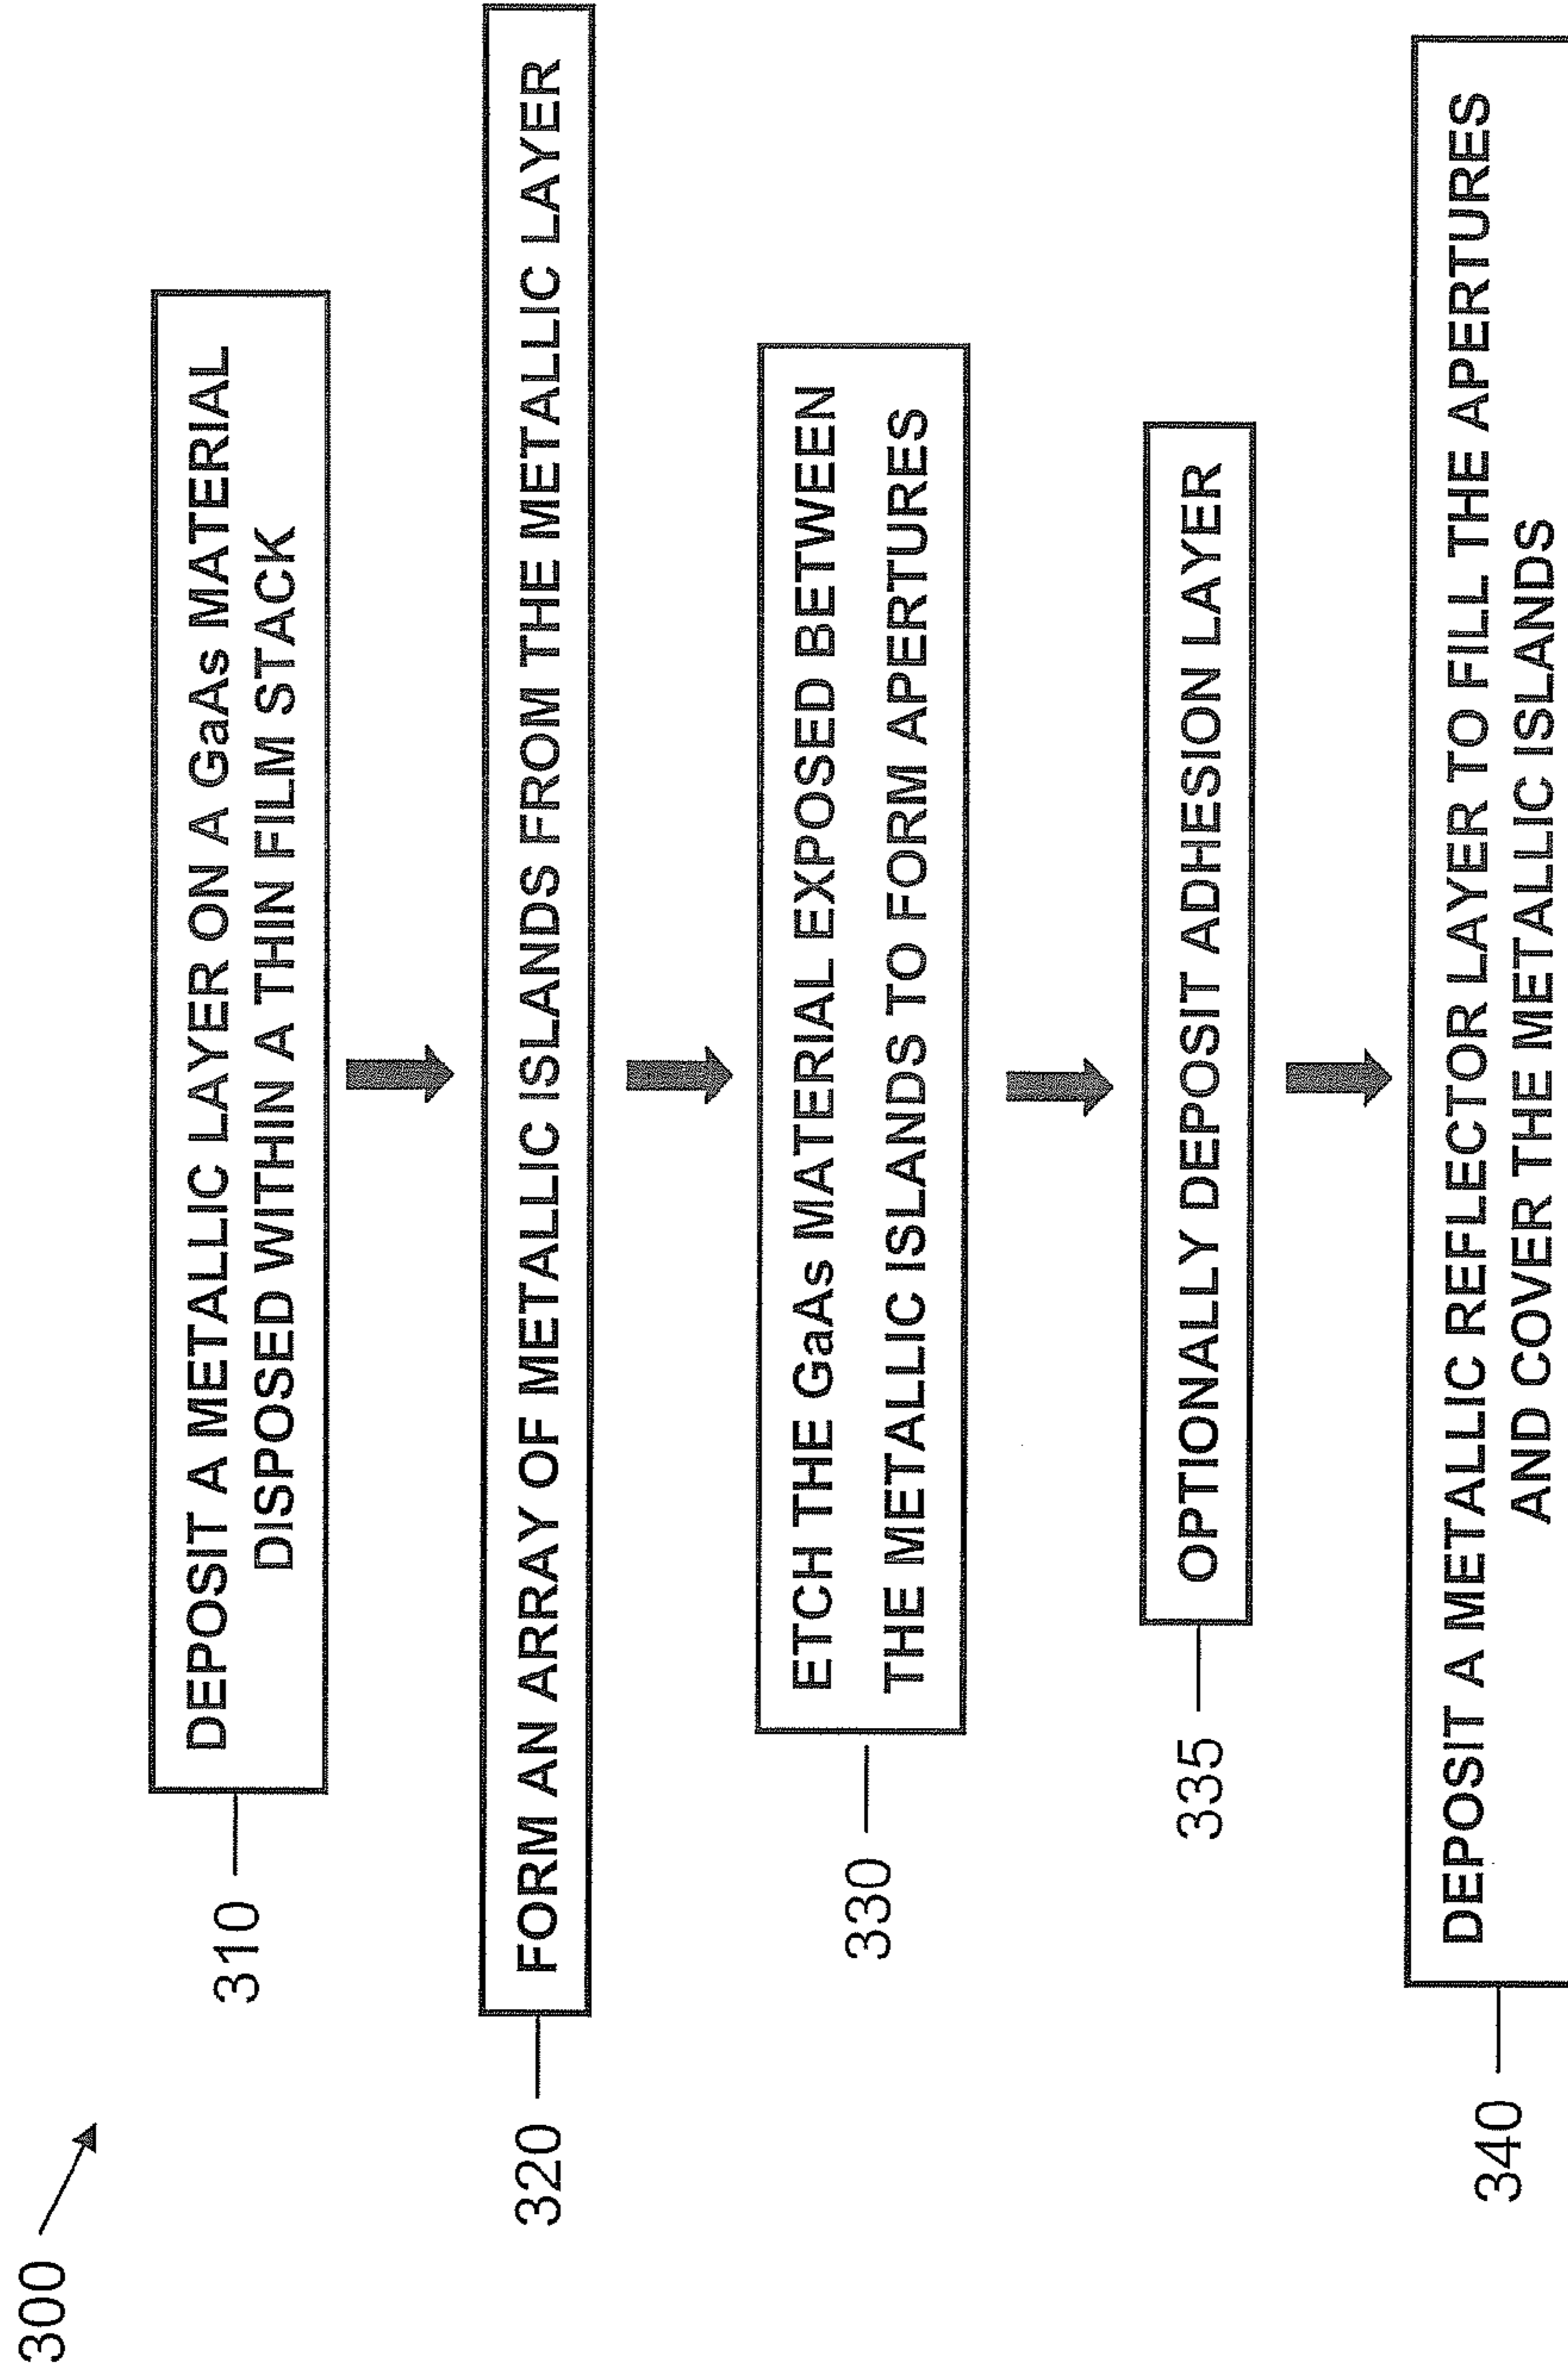 300
310
DEPOSIT A METALLIC LAYER ON A GaAs MATERIAL
DISPOSED WITHIN A THIN FILM STACK
320
FORM AN ARRAY OF METALLIC ISLANDS FROM THE METALLIC LAYER
330
ETCH THE GaAs MATERIAL EXPOSED BETWEEN
THE METALLIC ISLANDS TO FORM APERTURES
335
OPTIONALLY DEPOSIT ADHESION LAYER
340
DEPOSIT A METALLIC REFLECTOR LAYER TO FILL THE APERTURES
AND COVER THE METALLIC ISLANDS